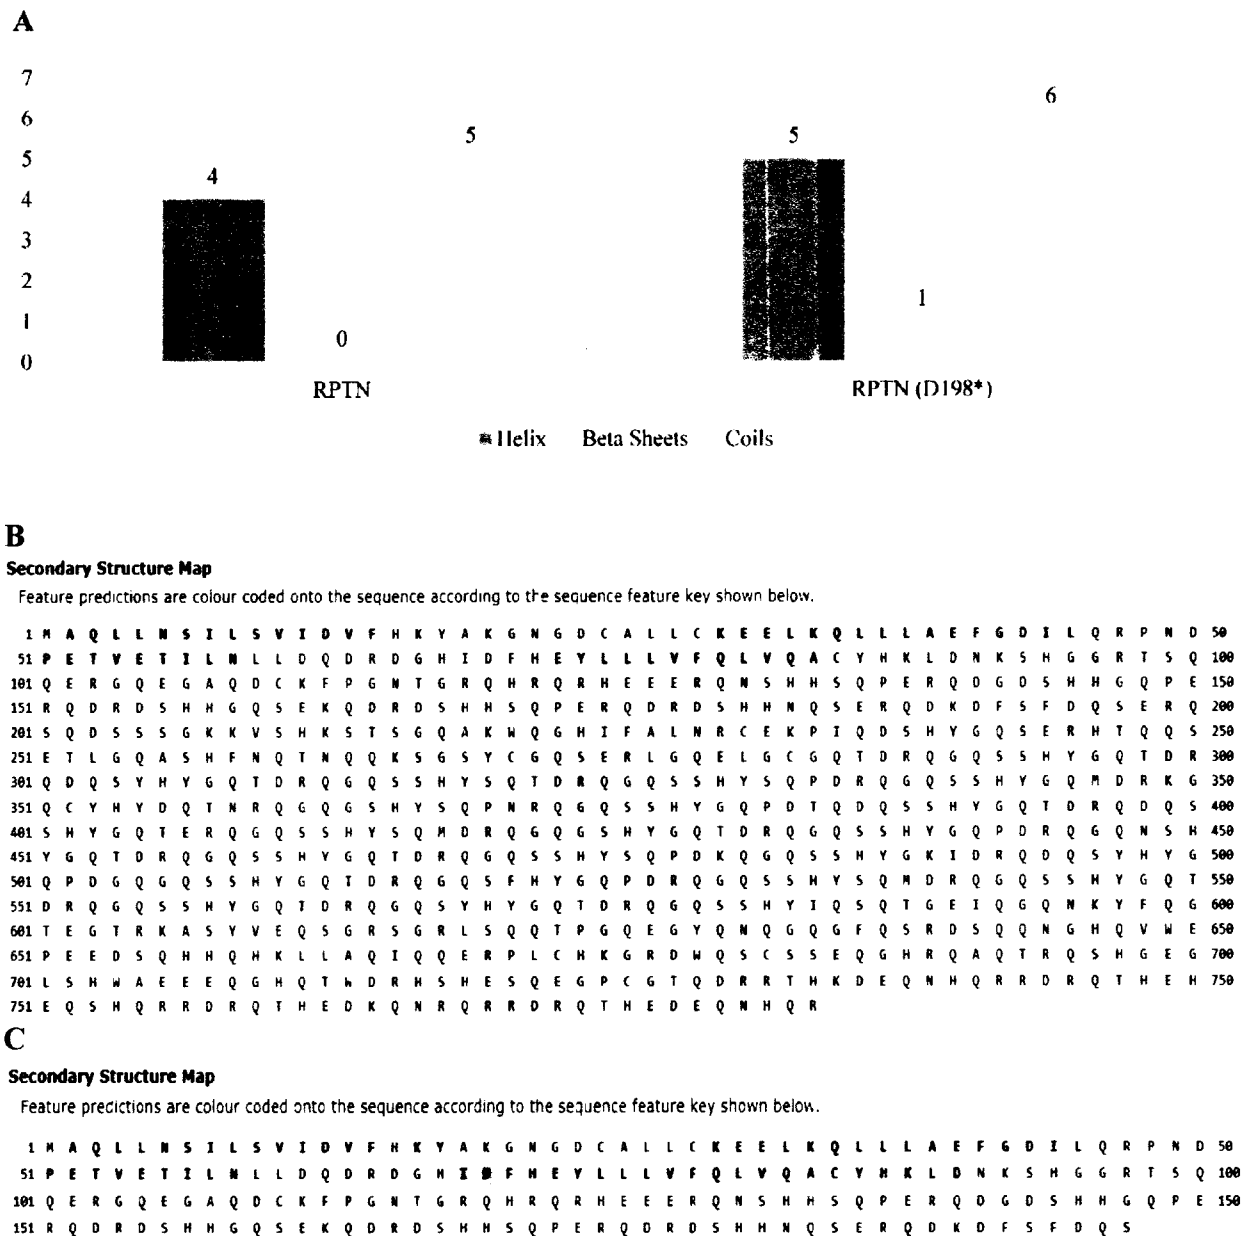 A
7
6
5
4
3
2
1
0
4
0
5
5
1
6
RPTN
RPTN (D198*)
Helix Beta Sheets Coils
B
Secondary Structure Map
Feature predictions are colour coded onto the sequence according to the sequence feature key shown below.
1 M A Q L L N S I L S V I D V F H K Y A K G N G D C A L L C K E E L K Q L L L A E F G D I L Q R P N D 50
51 P E T V E T I L N L L D Q D R D G H I D F H E Y L L L V F Q L V Q A C Y H K L D N K S H G G R T S Q 100
101 Q E R G Q E G A Q D C K F P G N T G R Q H R Q R H E E E R Q N S H H S Q P E R Q D G D S H H G Q P E 150
151 R Q D R D S H H G Q S E K Q D R D S H H S Q P E R Q D R D S H H N Q S E R Q D K D F S F D Q S E R Q 200
201 S Q D S S S G K K V S H K S T S G Q A K W Q G H I F A L N R C E K P I Q D S H Y G Q S E R H T Q Q S 250
251 E T L G Q A S H F N Q T N Q Q K S G S Y C G Q S E R L G Q E L G C G Q T D R Q G Q S S H Y G Q T D R 300
301 Q D Q S Y H Y G Q T D R Q G Q S S H Y S Q T D R Q G Q S S H Y S Q P D R Q G Q S S H Y G Q M D R K G 350
351 Q C Y H Y D Q T N R Q G Q G S H Y S Q P N R Q G Q S S H Y G Q P D T Q D Q S S H Y G Q T D R Q D Q S 400
401 S H Y G Q T E R Q G Q S S H Y S Q M D R Q G Q G S H Y G Q T D R Q G Q S S H Y G Q P D R Q G Q N S H 450
451 Y G Q T D R Q G Q S S H Y G Q T D R Q G Q S S H Y S Q P D K Q G Q S S H Y G K I D R Q D Q S Y H Y G 500
501 Q P D G Q G Q S S H Y G Q T D R Q G Q S F H Y G Q P D R Q G Q S S H Y S Q M D R Q G Q S S H Y G Q T 550
551 D R Q G Q S S H Y G Q T D R Q G Q S Y H Y G Q T D R Q G Q S S H Y I Q S Q T G E I Q G Q N K Y F Q G 600
601 T E G T R K A S Y V E Q S G R S G R L S Q Q T P G Q E G Y Q N Q G Q G F Q S R D S Q Q N G H Q V W E 650
651 P E E D S Q H H Q H K L L A Q I Q Q E R P L C H K G R D W Q S C S S E Q G H R Q A Q T R Q S H G E G 700
701 L S H W A E E E Q G H Q T W D R H S H E S Q E G P C G T Q D R R T H K D E Q N H Q R R D R Q T H E H 750
751 E Q S H Q R R D R Q T H E D K Q N R Q R R D R Q T H E D E Q N H Q R
C
Secondary Structure Map
Feature predictions are colour coded onto the sequence according to the sequence feature key shown below.
1 M A Q L L N S I L S V I D V F H K Y A K G N G D C A L L C K E E L K Q L L L A E F G D I L Q R P N D 50
51 P E T V E T I L N L L D Q D R D G H I D F H E Y L L L V F Q L V Q A C Y H K L D N K S H G G R T S Q 100
101 Q E R G Q E G A Q D C K F P G N T G R Q H R Q R H E E E R Q N S H H S Q P E R Q D G D S H H G Q P E 150
151 R Q D R D S H H G Q S E K Q D R D S H H S Q P E R Q D R D S H H N Q S E R Q D K D F S F D Q S